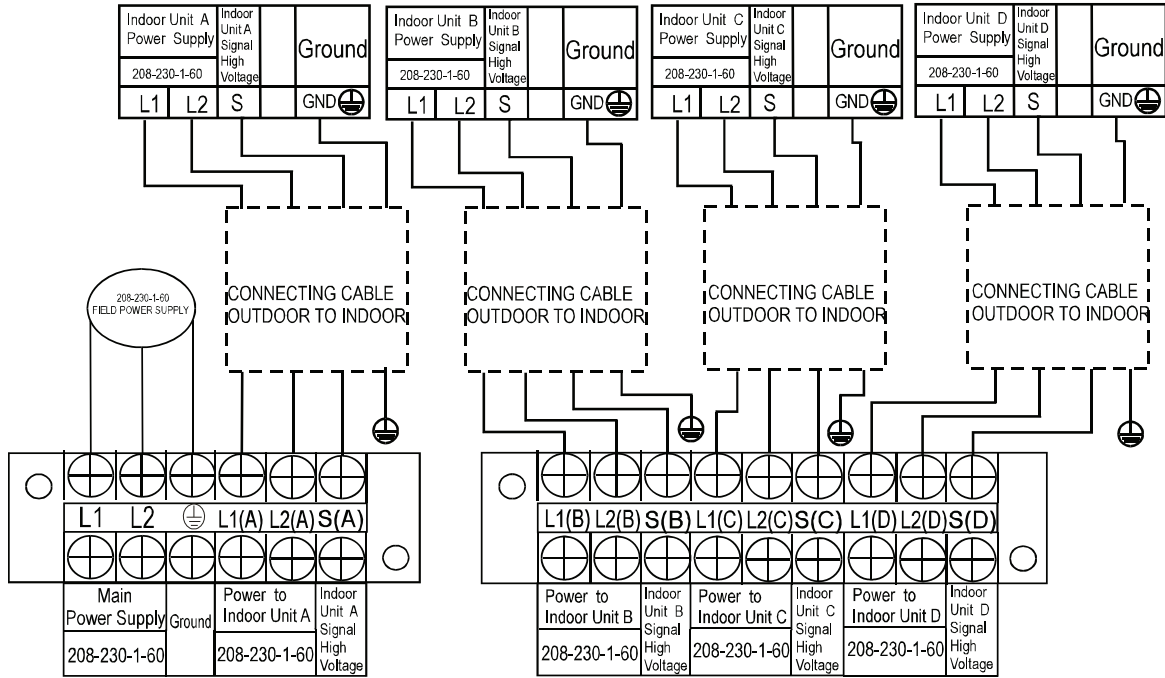 Indoor Unit A
Power Supply
208-230-1-60
Indoor
Unit A
Signal
High
Voltage
Ground
L1 L2 S GND
Indoor Unit B
Power Supply
208-230-1-60
Indoor
Unit B
Signal
High
Voltage
Ground
L1 L2 S GND
Indoor Unit C
Power Supply
208-230-1-60
Indoor
Unit C
Signal
High
Voltage
Ground
L1 L2 S GND
Indoor Unit D
Power Supply
208-230-1-60
Indoor
Unit D
Signal
High
Voltage
Ground
L1 L2 S GND
208-230-1-60
FIELD POWER SUPPLY
CONNECTING CABLE
OUTDOOR TO INDOOR
CONNECTING CABLE
OUTDOOR TO INDOOR
CONNECTING CABLE
OUTDOOR TO INDOOR
CONNECTING CABLE
OUTDOOR TO INDOOR
L1 L2 L1(A) L2(A) S(A)
L1(B) L2(B) S(B) L1(C) L2(C) S(C) L1(D) L2(D) S(D)
Main
Power Supply
208-230-1-60
Ground
Power to
Indoor Unit A
208-230-1-60
Indoor
Unit A
Signal
High
Voltage
Power to
Indoor Unit B
208-230-1-60
Indoor
Unit B
Signal
High
Voltage
Power to
Indoor Unit C
208-230-1-60
Indoor
Unit C
Signal
High
Voltage
Power to
Indoor Unit D
208-230-1-60
Indoor
Unit D
Signal
High
Voltage